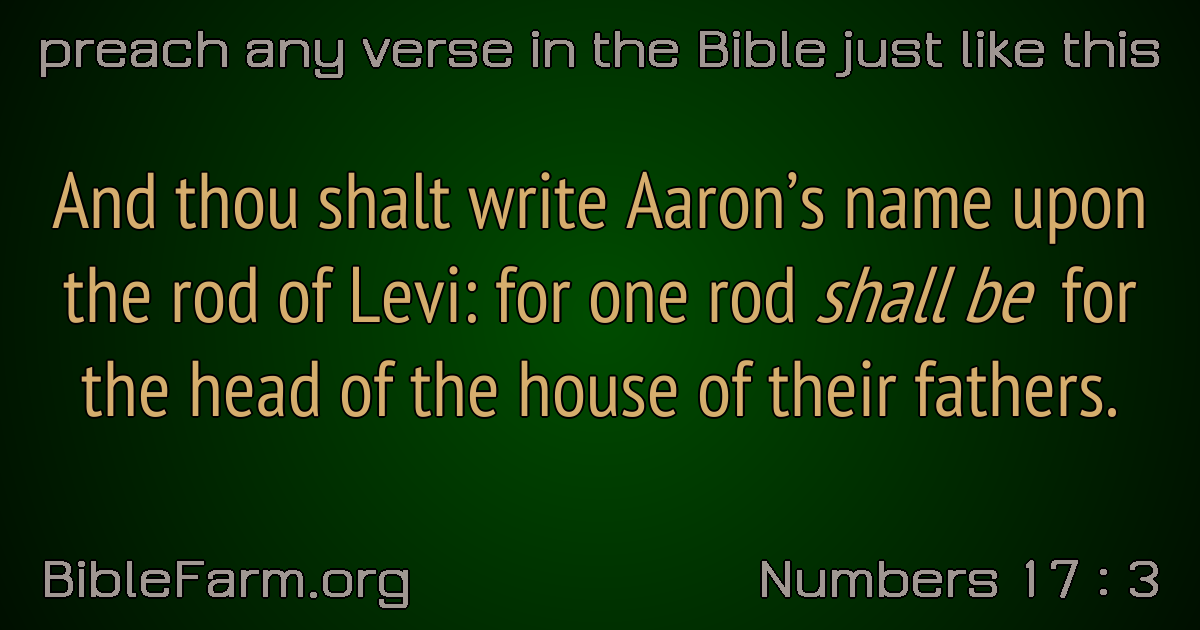 preach any verse in the Bible just like this
And thou shalt write Aaron’s name upon
the rod of Levi: for one rod shall be for
the head of the house of their fathers.
BibleFarm.org
Numbers 17 : 3